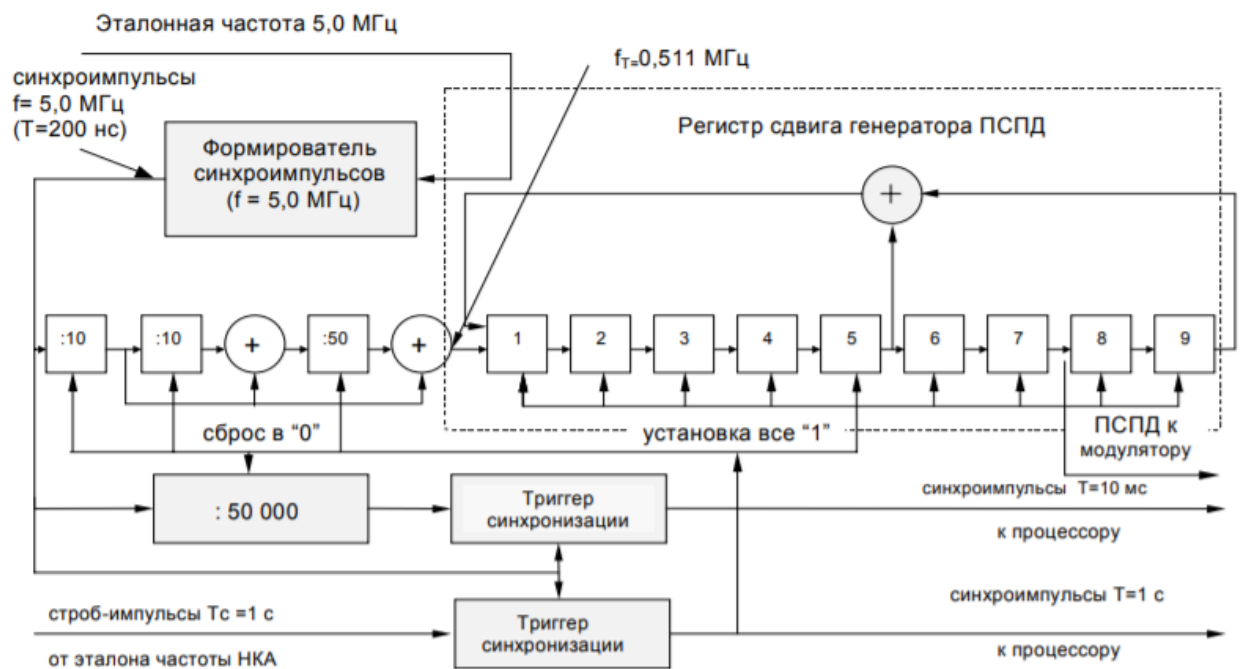 Эталонная частота 5,0 МГц
синхроимпульсы
f= 5,0 МГц
(T=200 нс)
fT=0,511 МГц
Формирователь
синхроимпульсов
(f = 5,0 МГц)
Регистр сдвига генератора ПСПД
+
:10
:10
+
:50
+
1
2
3
4
5
6
7
8
9
сброс в “0”
установка все “1”
ПСПД к
модулятору
: 50 000
Триггер
синхронизации
синхроимпульсы T=10 мс
к процессору
строб-импульсы Tс =1 с
от эталона частоты НКА
Триггер
синхронизации
синхроимпульсы T=1 с
к процессору